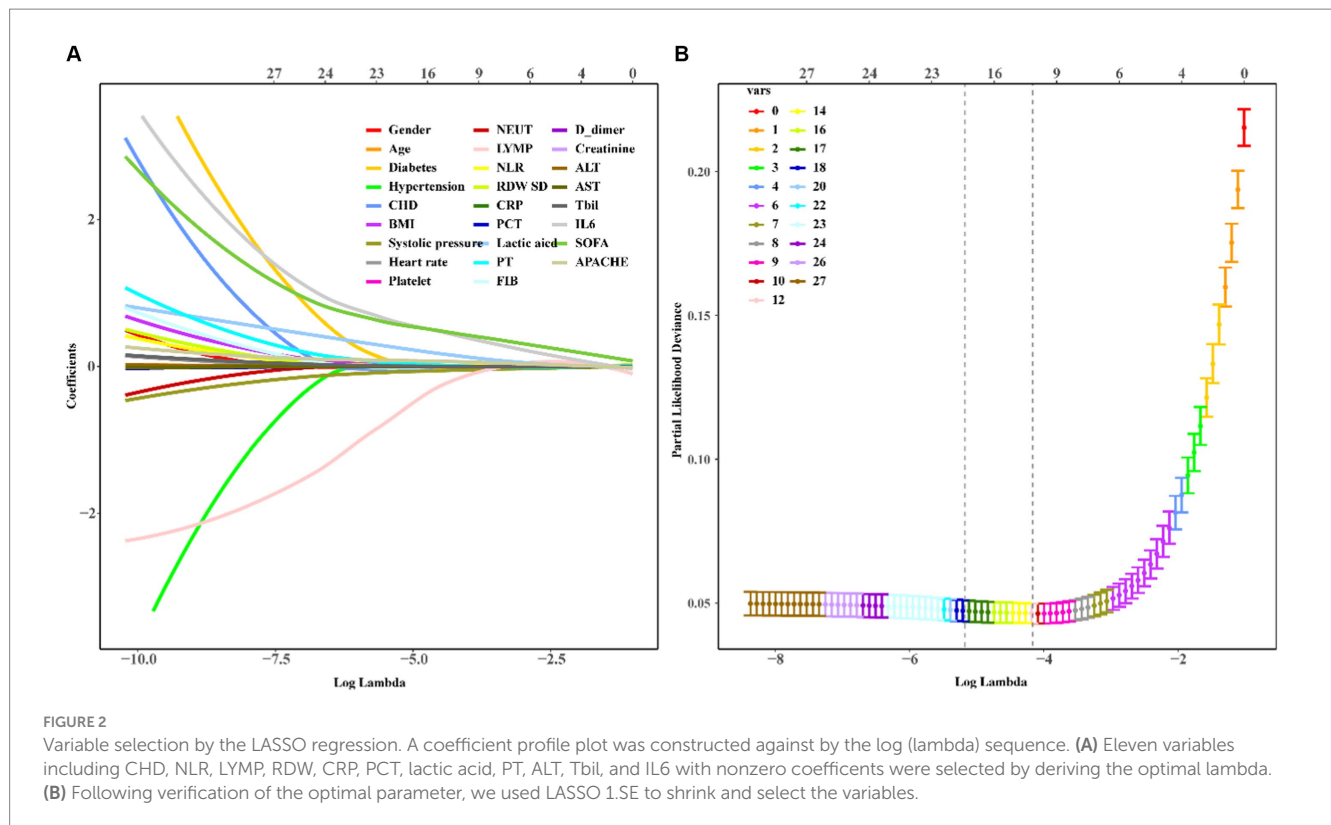 A
27 24 23 16 9 6 4 0
Gender NEUT D_dimer
Age LYMP Creatinine
Diabetes NLR ALT
Hypertension RDW SD AST
CHD CRP Tbil
BMI PCT IL6
Systolic pressure Lactic aicd SOFA
Heart rate PT APACHE
Platelet FIB
Coefficients
2
0
−2
−10.0 −7.5 −5.0 −2.5
Log Lambda
B
27 24 23 16 9 6 4 0
vars
0 14
1 16
2 17
3 18
4 20
6 22
7 23
8 24
9 26
10 27
12
Partial Likelihood Deviance
0.20
0.15
0.10
0.05
−8 −6 −4 −2
Log Lambda
FIGURE 2
Variable selection by the LASSO regression. A coefficient profile plot was constructed against by the log (lambda) sequence. (A) Eleven variables
including CHD, NLR, LYMP, RDW, CRP, PCT, lactic acid, PT, ALT, Tbil, and IL6 with nonzero coefficents were selected by deriving the optimal lambda.
(B) Following verification of the optimal parameter, we used LASSO 1.SE to shrink and select the variables.